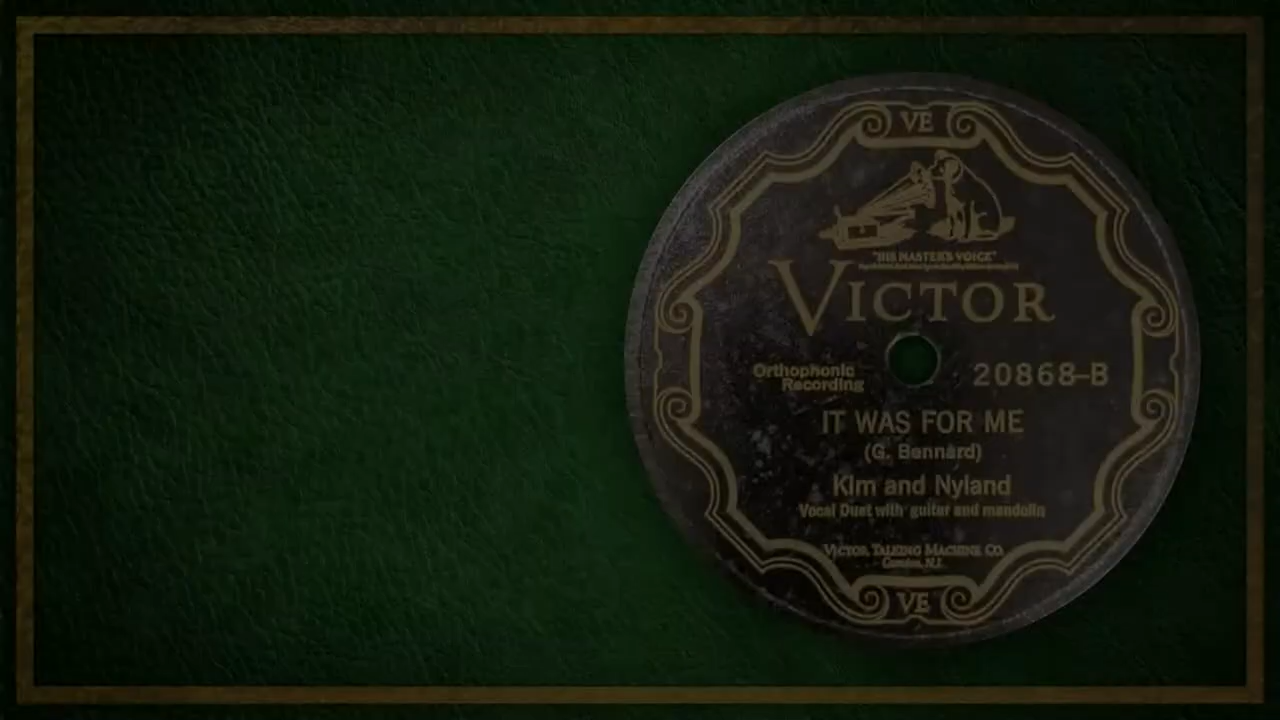 VE
"HIS MASTER'S VOICE"
VICTOR
Orthophonic
Recording
20868-B
IT WAS FOR ME
(G. Bennard)
Kim and Nyland
Vocal Duet with guitar and mandolin
VICTOR TALKING MACHINE CO.
Camden, N.J.
VE